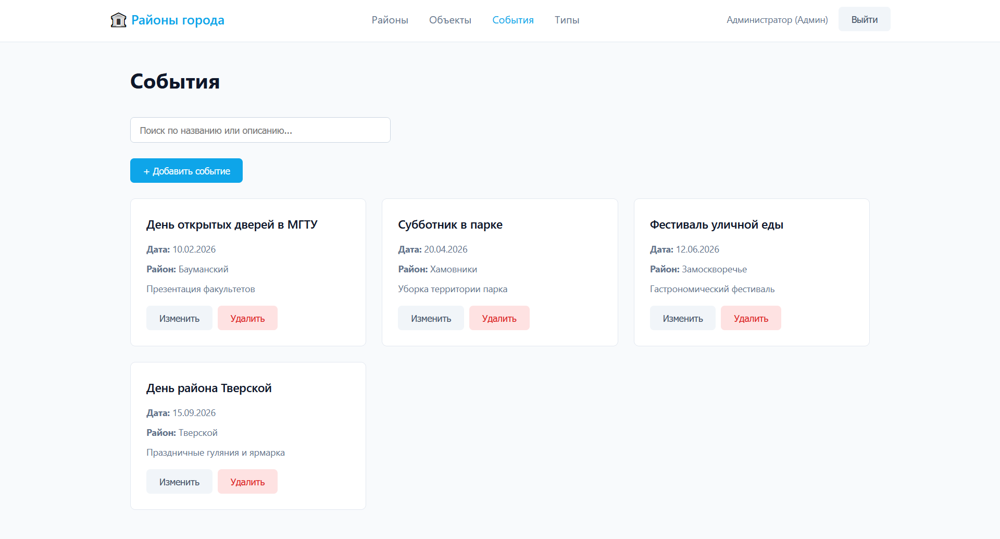 Районы города
Районы
Объекты
События
Типы
Администратор (Админ)
Выйти
События
Поиск по названию или описанию...
+ Добавить событие
День открытых дверей в МГТУ
Дата: 10.02.2026
Район: Бауманский
Презентация факультетов
Изменить
Удалить
Субботник в парке
Дата: 20.04.2026
Район: Хамовники
Уборка территории парка
Изменить
Удалить
Фестиваль уличной еды
Дата: 12.06.2026
Район: Замоскворечье
Гастрономический фестиваль
Изменить
Удалить
День района Тверской
Дата: 15.09.2026
Район: Тверской
Праздничные гуляния и ярмарка
Изменить
Удалить